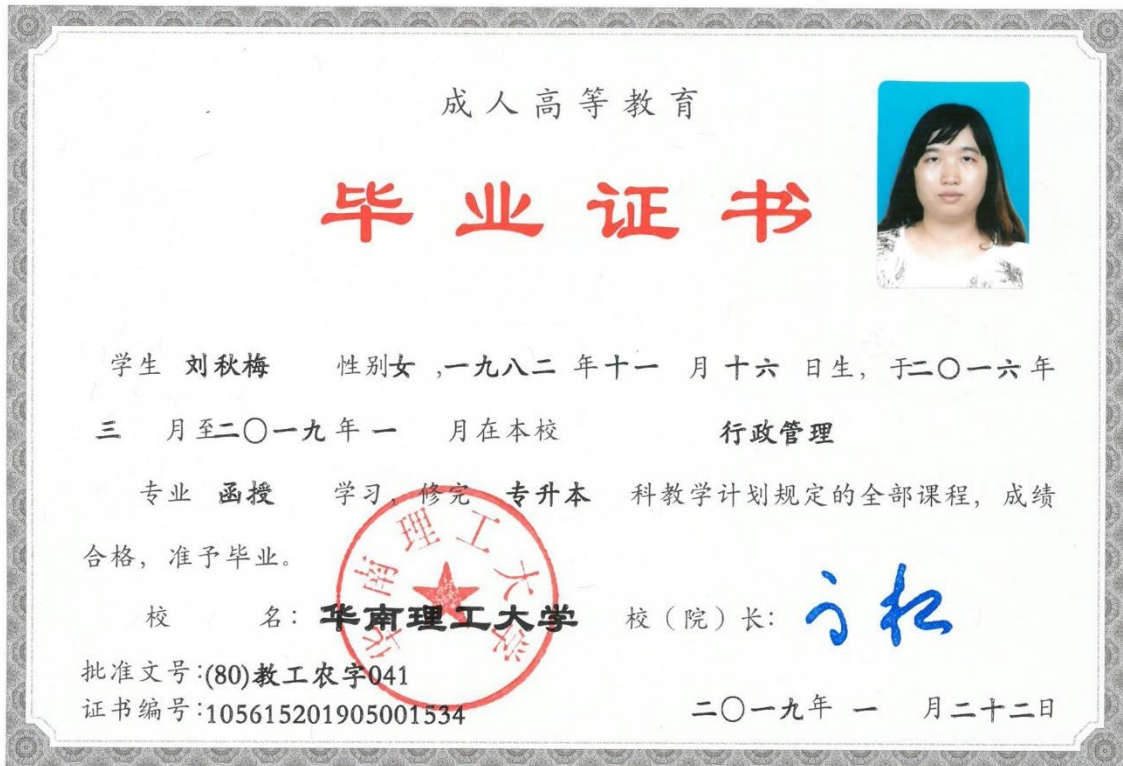 成人高等教育
毕业证书
学生 刘秋梅 性别女 ,一九八二 年十一 月 十六 日生，于二〇一六年
三 月至二〇一九年 一 月在本校 行政管理
专业 函授 学习，修完 专升本 科教学计划规定的全部课程，成绩
合格，准予毕业。
华南理工大学
校 名：华南理工大学 校（院）长：
批准文号:(80)教工农字041
证书编号:105615201905001534
二〇一九年 一 月二十二日